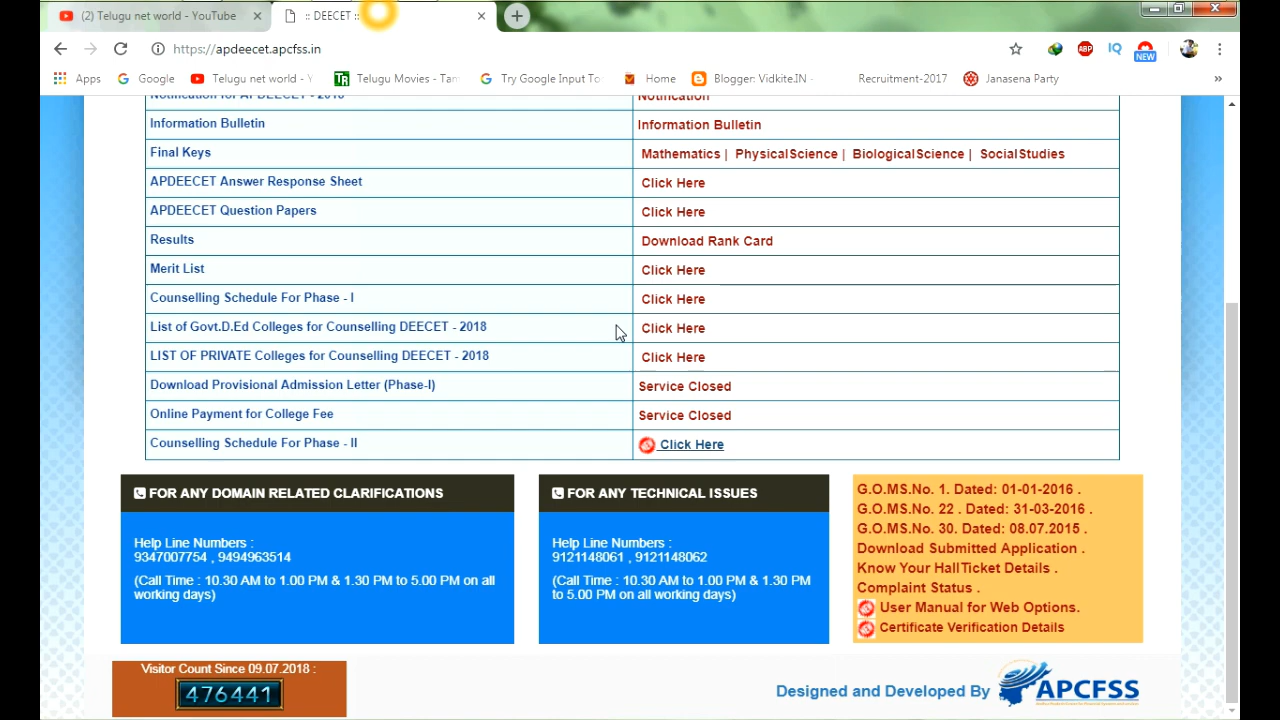 (2) Telugu net world - YouTube
:: DEECET ::
https://apdeecet.apcfss.in
ABP
IQ
NEW
Apps
Google
Telugu net world - Y
TR Telugu Movies - Tam
Try Google Input To
Home
Blogger: Vidkite.IN -
Recruitment-2017
Janasena Party
»
Notification for APDEECET - 2018 Notification
Information Bulletin Information Bulletin
Final Keys Mathematics | PhysicalScience | BiologicalScience | SocialStudies
APDEECET Answer Response Sheet Click Here
APDEECET Question Papers Click Here
Results Download Rank Card
Merit List Click Here
Counselling Schedule For Phase - I Click Here
List of Govt.D.Ed Colleges for Counselling DEECET - 2018 Click Here
LIST OF PRIVATE Colleges for Counselling DEECET - 2018 Click Here
Download Provisional Admission Letter (Phase-I) Service Closed
Online Payment for College Fee Service Closed
Counselling Schedule For Phase - II Click Here
FOR ANY DOMAIN RELATED CLARIFICATIONS
Help Line Numbers :
9347007754 , 9494963514
(Call Time : 10.30 AM to 1.00 PM & 1.30 PM to 5.00 PM on all
working days)
FOR ANY TECHNICAL ISSUES
Help Line Numbers :
9121148061 , 9121148062
(Call Time : 10.30 AM to 1.00 PM & 1.30 PM
to 5.00 PM on all working days)
G.O.MS.No. 1. Dated: 01-01-2016 .
G.O.MS.No. 22 . Dated: 31-03-2016 .
G.O.MS.No. 30. Dated: 08.07.2015 .
Download Submitted Application .
Know Your HallTicket Details .
Complaint Status .
User Manual for Web Options.
Certificate Verification Details
Visitor Count Since 09.07.2018 :
476441
Designed and Developed By APCFSS